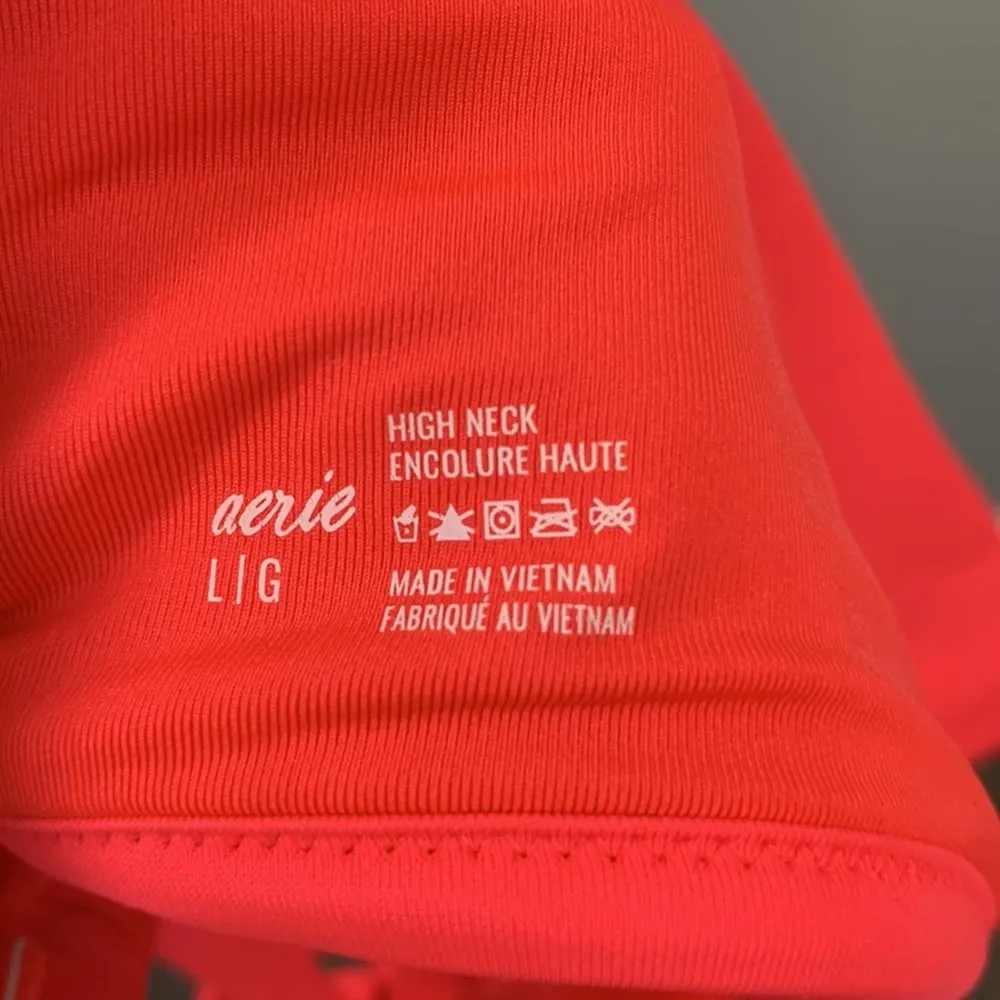 aerie
L|G
HIGH NECK
ENCOLURE HAUTE
MADE IN VIETNAM
FABRIQUÉ AU VIETNAM